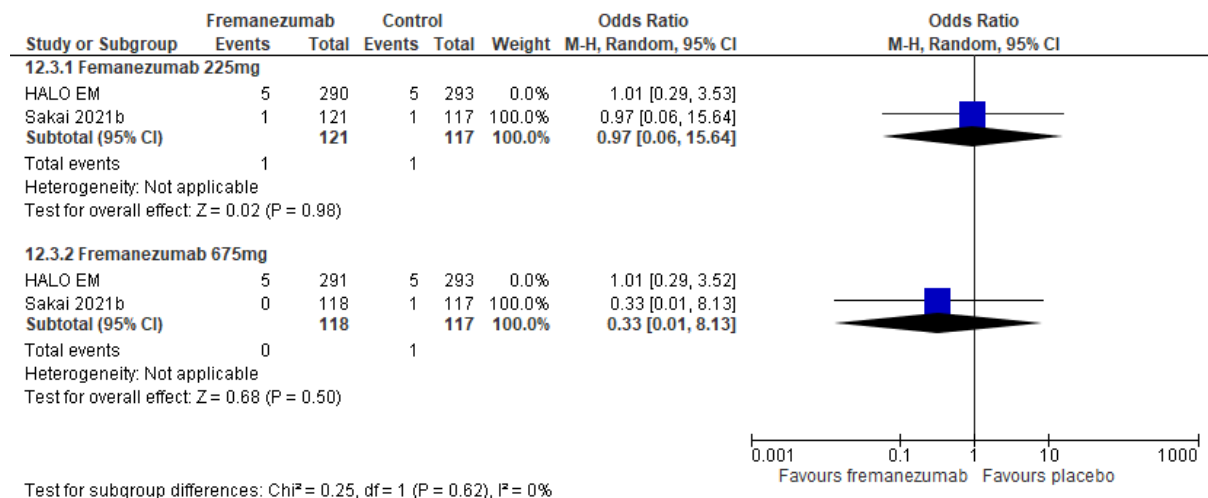 Fremanezumab Control Odds Ratio Odds Ratio
Study or Subgroup Events Total Events Total Weight M-H, Random, 95% CI M-H, Random, 95% CI
12.3.1 Femanezumab 225mg
HALO EM 5 290 5 293 0.0% 1.01 [0.29, 3.53]
Sakai 2021b 1 121 1 117 100.0% 0.97 [0.06, 15.64]
Subtotal (95% CI) 121 117 100.0% 0.97 [0.06, 15.64]
Total events 1 1
Heterogeneity: Not applicable
Test for overall effect: Z = 0.02 (P = 0.98)
12.3.2 Fremanezumab 675mg
HALO EM 5 291 5 293 0.0% 1.01 [0.29, 3.52]
Sakai 2021b 0 118 1 117 100.0% 0.33 [0.01, 8.13]
Subtotal (95% CI) 118 117 100.0% 0.33 [0.01, 8.13]
Total events 0 1
Heterogeneity: Not applicable
Test for overall effect: Z = 0.68 (P = 0.50)
0.001 0.1 1 10 1000
Favours fremanezumab Favours placebo
Test for subgroup differences: Chi² = 0.25, df = 1 (P = 0.62), I² = 0%